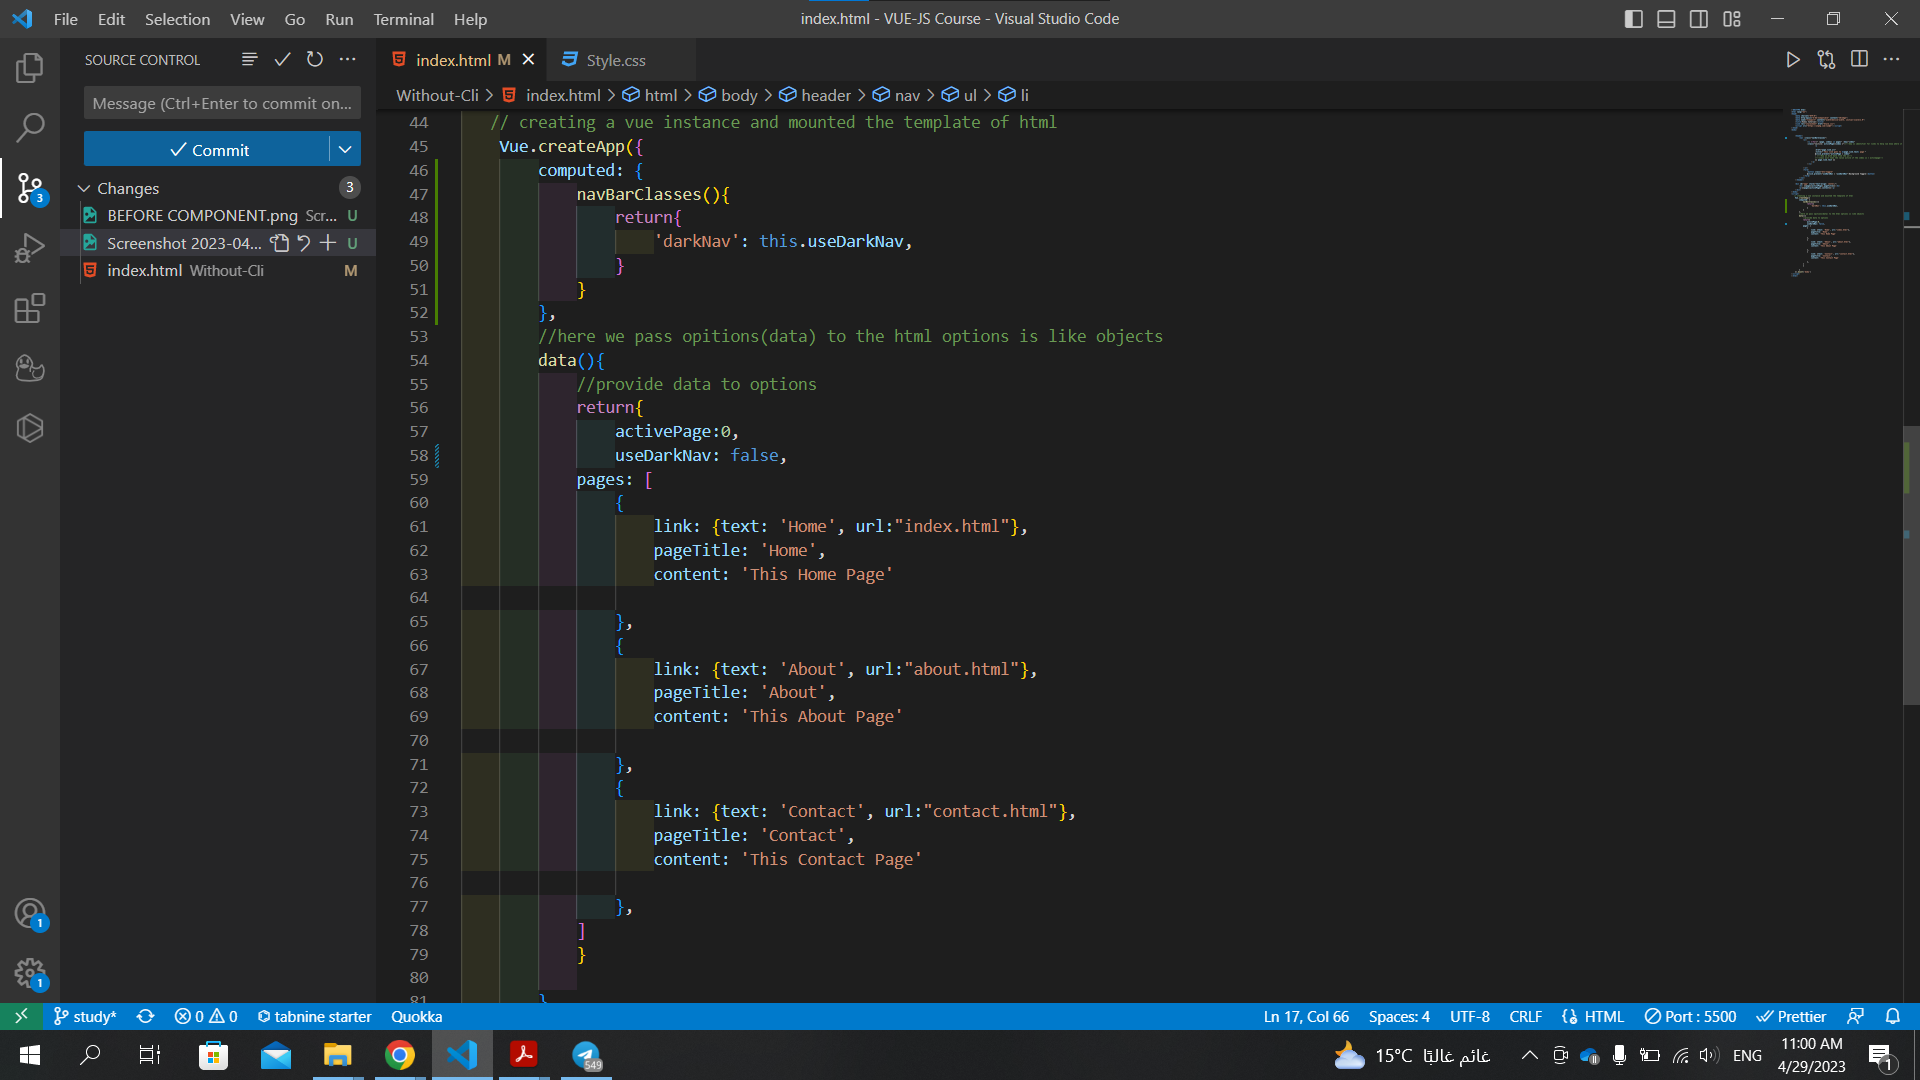 File Edit Selection View Go Run Terminal Help
index.html - VUE-JS Course - Visual Studio Code
SOURCE CONTROL
Message (Ctrl+Enter to commit on...
Commit
Changes 3
BEFORE COMPONENT.png Scr... U
Screenshot 2023-04... U
index.html Without-Cli M
3
1
1
index.html M
Style.css
Without-Cli > index.html > html > body > header > nav > ul > li
44 // creating a vue instance and mounted the template of html
45 Vue.createApp({
46 computed: {
47 navBarClasses(){
48 return{
49 'darkNav': this.useDarkNav,
50 }
51 }
52 },
53 //here we pass opitions(data) to the html options is like objects
54 data(){
55 //provide data to options
56 return{
57 activePage:0,
58 useDarkNav: false,
59 pages: [
60 {
61 link: {text: 'Home', url:"index.html"},
62 pageTitle: 'Home',
63 content: 'This Home Page'
64
65 },
66 {
67 link: {text: 'About', url:"about.html"},
68 pageTitle: 'About',
69 content: 'This About Page'
70
71 },
72 {
73 link: {text: 'Contact', url:"contact.html"},
74 pageTitle: 'Contact',
75 content: 'This Contact Page'
76
77 },
78 ]
79 }
80
81 }
study* 0 0 tabnine starter Quokka
Ln 17, Col 66 Spaces: 4 UTF-8 CRLF HTML Port : 5500 Prettier
549
15°C غائم غالبًا ENG
11:00 AM
4/29/2023
1